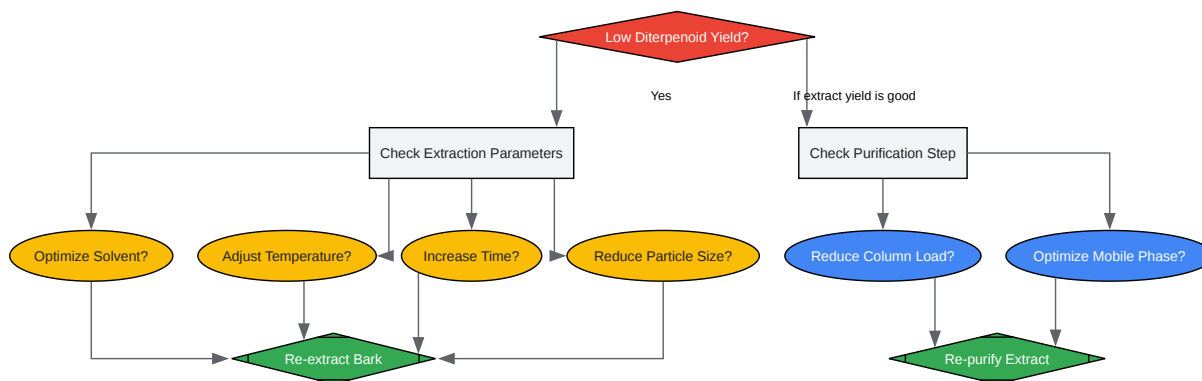 Low Diterpenoid Yield?
Yes
If extract yield is good
Check Extraction Parameters
Check Purification Step
Optimize Solvent?
Adjust Temperature?
Increase Time?
Reduce Particle Size?
Reduce Column Load?
Optimize Mobile Phase?
Re-extract Bark
Re-purify Extract